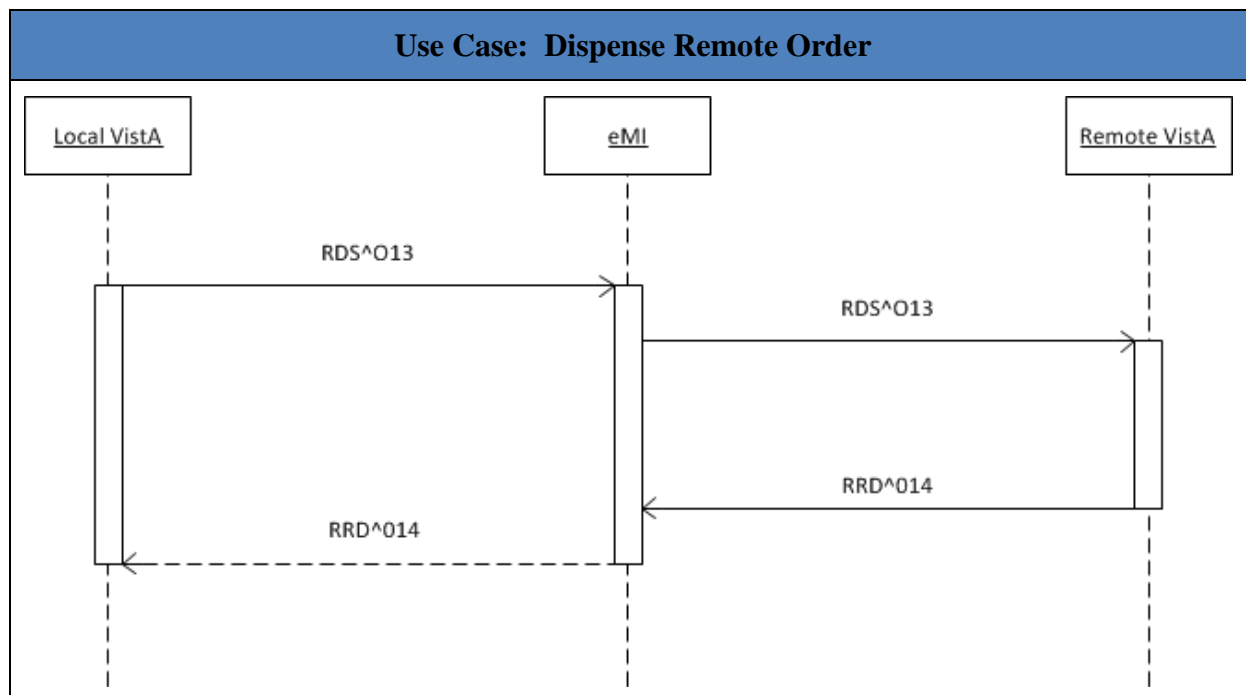 Use Case: Dispense Remote Order
Local VistA
eMI
Remote VistA
RDS^O13
RDS^O13
RRD^014
RRD^014